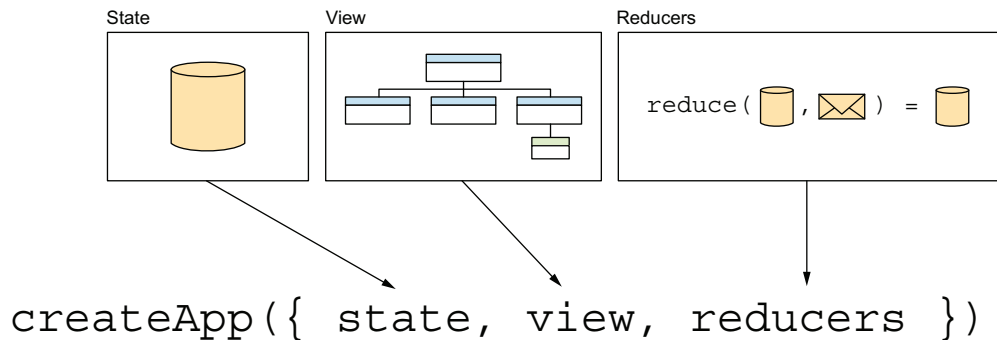 State
View
Reducers
reduce( , ) =
createApp({ state, view, reducers })